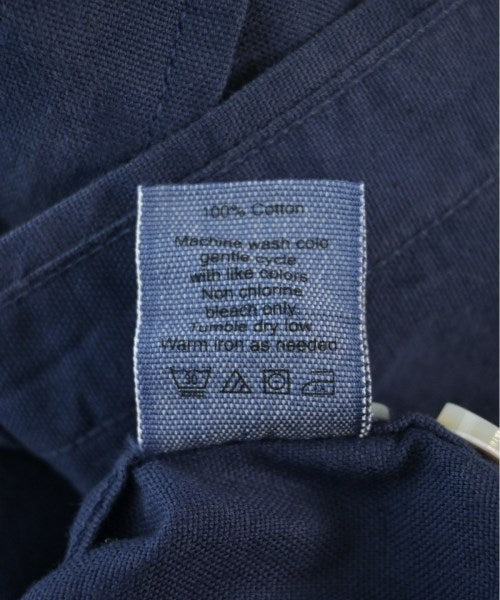 100% Cotton
Machine wash cold
gentle cycle
with like colors
Non chlorine
bleach only
Tumble dry low
Warm iron as needed
30